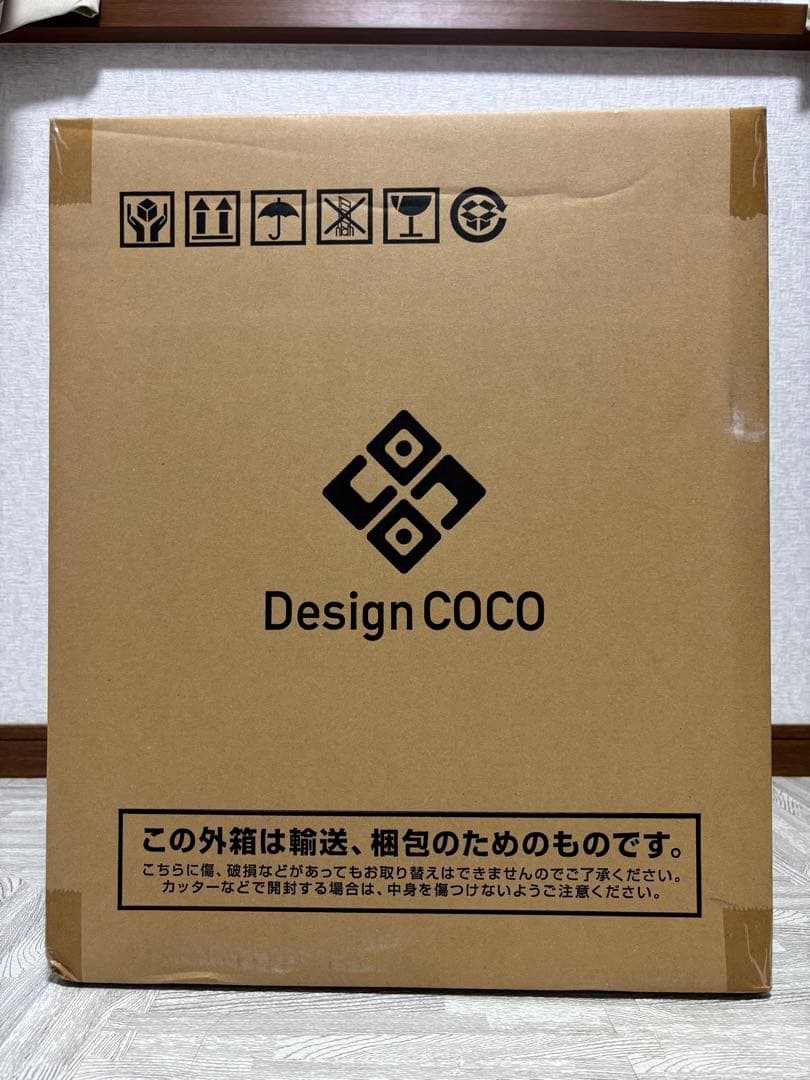 Design COCO
この外箱は輸送、梱包のためのものです。
こちらに傷、破損などがあってもお取り替えはできませんのでご了承ください。
カッターなどで開封する場合は、中身を傷つけないようご注意ください。